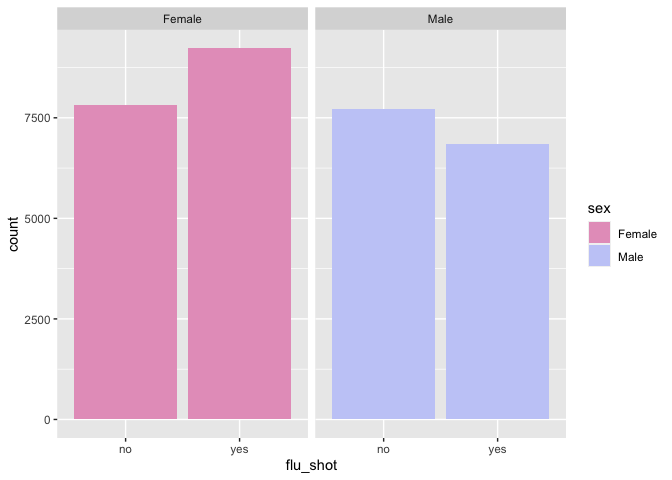 Female
Male
7500
5000
2500
0
count
no
yes
no
yes
flu_shot
sex
Female
Male